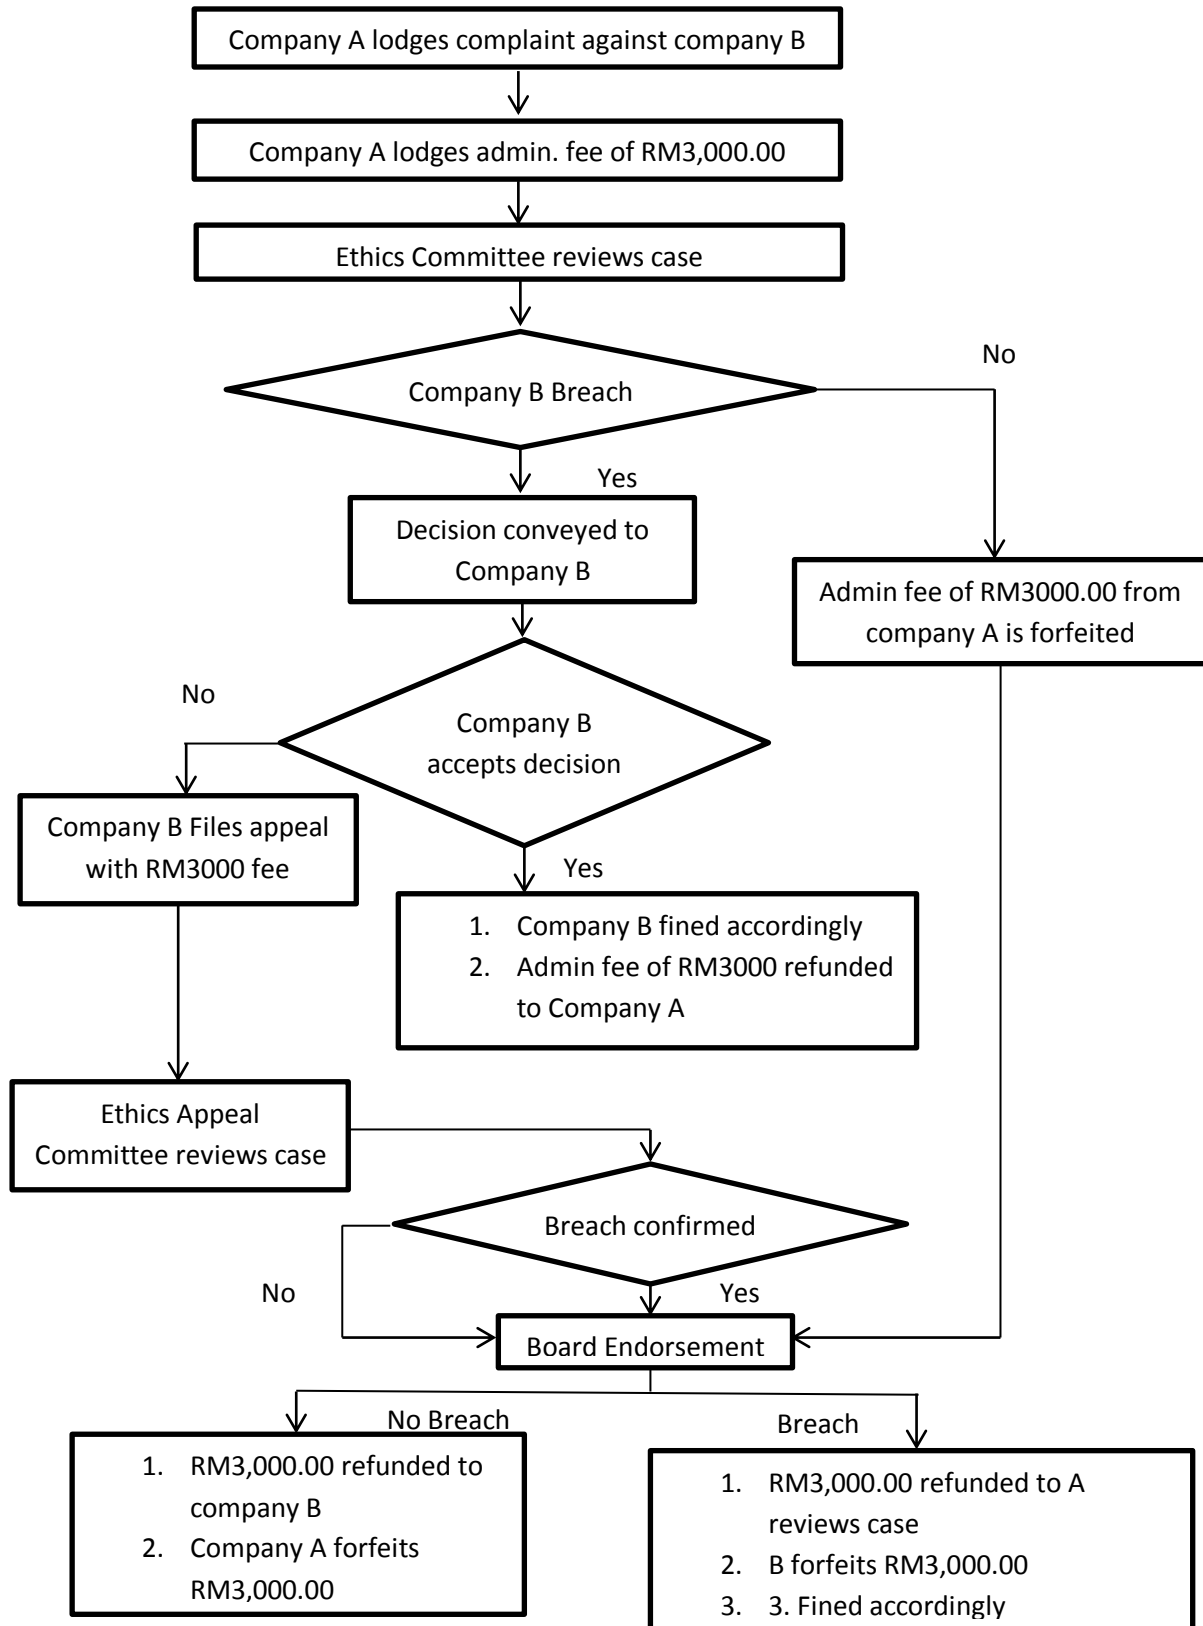 Company A lodges complaint against company B
Company A lodges admin. fee of RM3,000.00
Ethics Committee reviews case
No
Company B Breach
Yes
Decision conveyed to
Company B
Admin fee of RM3000.00 from
company A is forfeited
No
Company B
accepts decision
Company B Files appeal
with RM3000 fee
Yes
1. Company B fined accordingly
2. Admin fee of RM3000 refunded
to Company A
Ethics Appeal
Committee reviews case
Breach confirmed
No
Yes
Board Endorsement
No Breach
Breach
1. RM3,000.00 refunded to
company B
2. Company A forfeits
RM3,000.00
1. RM3,000.00 refunded to A
reviews case
2. B forfeits RM3,000.00
3. 3. Fined accordingly